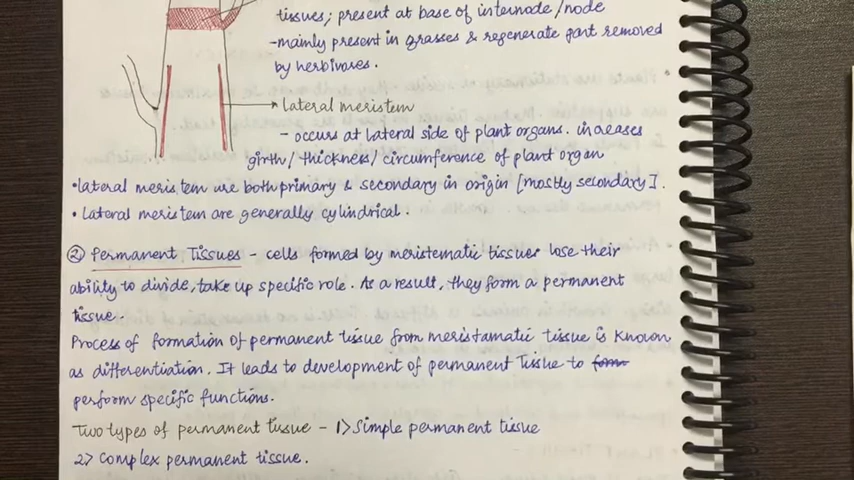 tissues; present at base of internode/node
-mainly present in grasses & regenerate part removed
by herbivores.
lateral meristem
- occurs at lateral side of plant organs. increases
girth/thickness/circumference of plant organ
•lateral meristem are both primary & secondary in origin [mostly secondary].
• Lateral meristem are generally cylindrical.
② Permanent Tissues - cells formed by meristematic tissues lose their
ability to divide, take up specific role. As a result, they form a permanent
tissue.
Process of formation of permanent tissue from meristamatic tissue is known
as differentiation. It leads to development of permanent Tissue to form
perform specific functions.
Two types of permanent tissue - 1> Simple permanent tissue
2> Complex permanent tissue.